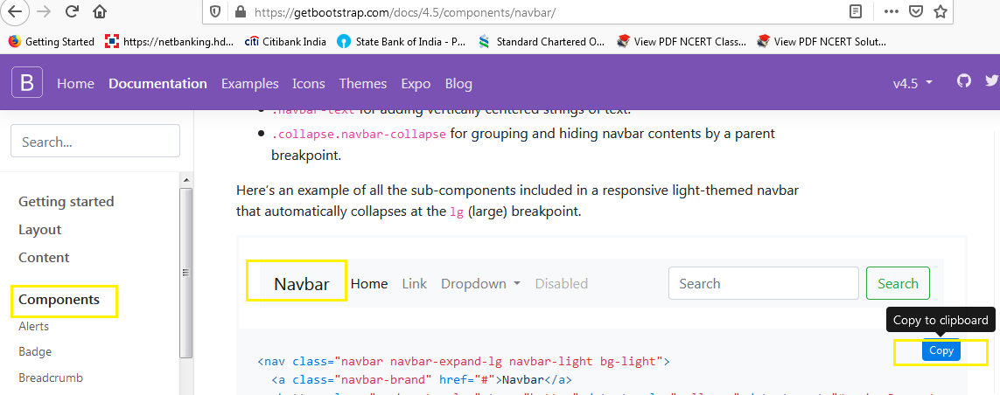 https://getbootstrap.com/docs/4.5/components/navbar/
Getting Started https://netbanking.hd... citi Citibank India State Bank of India - P... Standard Chartered O... View PDF NCERT Class... View PDF NCERT Solut...
B Home Documentation Examples Icons Themes Expo Blog v4.5
.navbar-text for adding vertically centered strings of text.
Search...
.collapse.navbar-collapse for grouping and hiding navbar contents by a parent
breakpoint.
Here's an example of all the sub-components included in a responsive light-themed navbar
that automatically collapses at the lg (large) breakpoint.
Getting started
Layout
Content
Components
Alerts
Badge
Breadcrumb
Navbar Home Link Dropdown Disabled Search Search
Copy to clipboard
Copy
<nav class="navbar navbar-expand-lg navbar-light bg-light">
<a class="navbar-brand" href="#">Navbar</a>